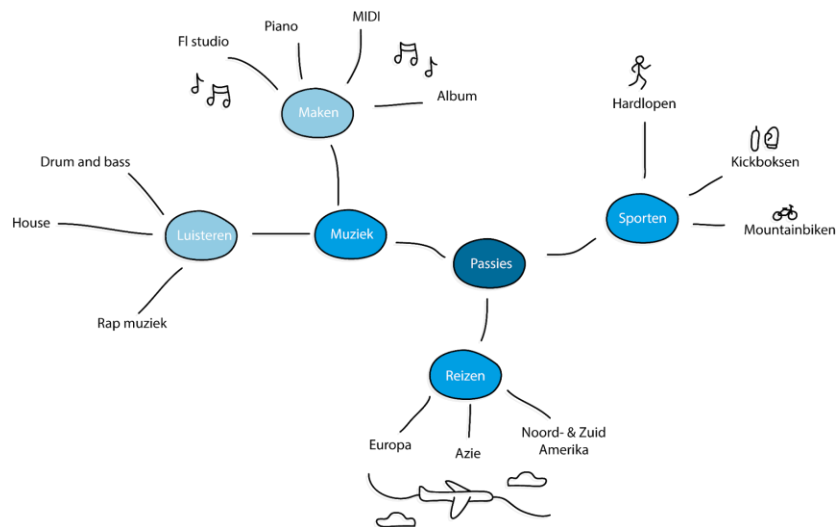 MIDI
Piano
Fl studio
Album
Maken
Hardlopen
Drum and bass
Kickboksen
House
Luisteren
Muziek
Sporten
Mountainbiken
Passies
Rap muziek
Reizen
Europa
Azie
Noord- & Zuid
Amerika